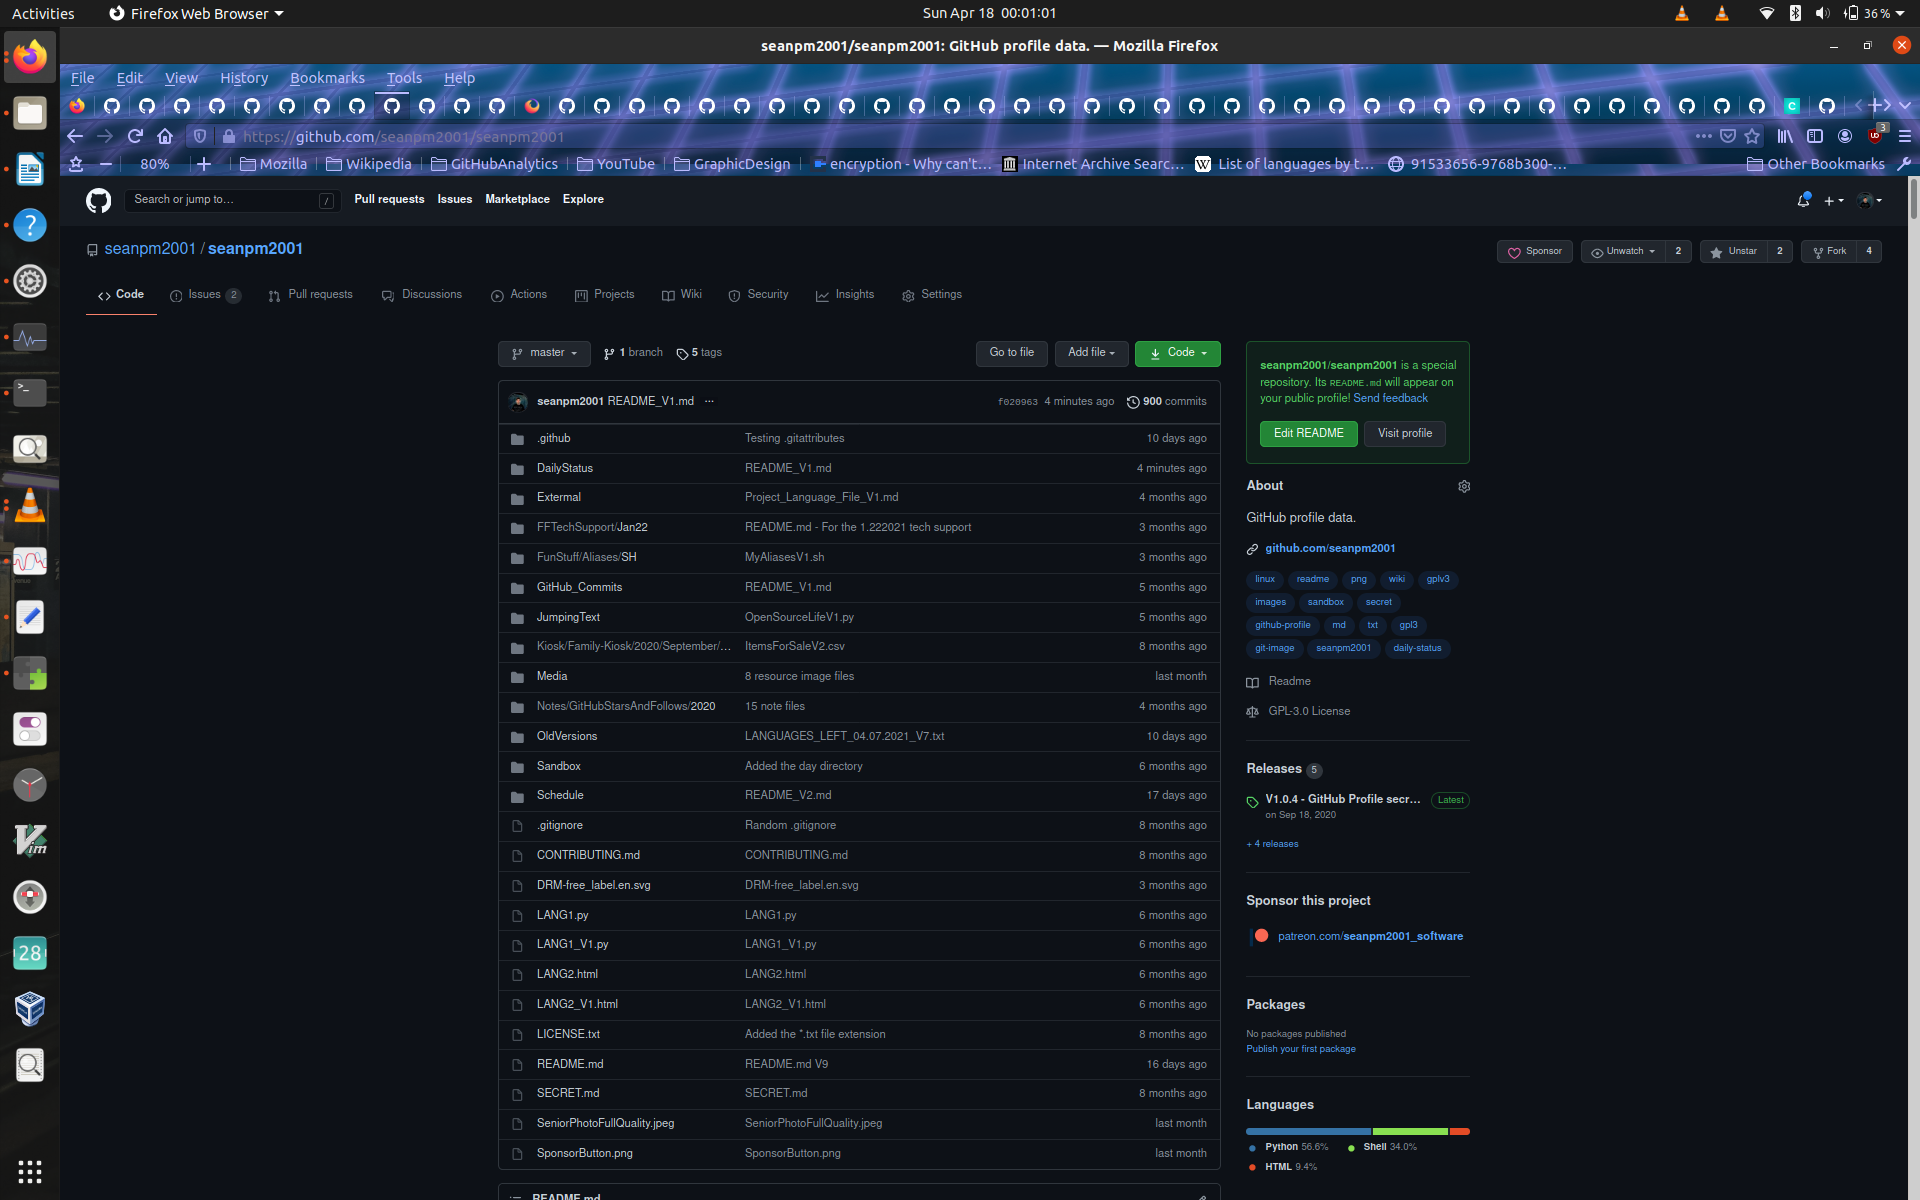 Activities Firefox Web Browser Sun Apr 18 00:01:01 36 %
seanpm2001/seanpm2001: GitHub profile data. — Mozilla Firefox
File Edit View History Bookmarks Tools Help
https://github.com/seanpm2001/seanpm2001 3
80% Mozilla Wikipedia GitHubAnalytics YouTube GraphicDesign encryption - Why can't… Internet Archive Searc… List of languages by t… 91533656-9768b300-… Other Bookmarks
Search or jump to… / Pull requests Issues Marketplace Explore
seanpm2001 / seanpm2001 Sponsor Unwatch 2 Unstar 2 Fork 4
Code Issues 2 Pull requests Discussions Actions Projects Wiki Security Insights Settings
master 1 branch 5 tags Go to file Add file Code
seanpm2001 README_V1.md ... f020963 4 minutes ago 900 commits
.github Testing .gitattributes 10 days ago
DailyStatus README_V1.md 4 minutes ago
Extermal Project_Language_File_V1.md 4 months ago
FFTechSupport/Jan22 README.md - For the 1.222021 tech support 3 months ago
FunStuff/Aliases/SH MyAliasesV1.sh 3 months ago
GitHub_Commits README_V1.md 5 months ago
JumpingText OpenSourceLifeV1.py 5 months ago
Kiosk/Family-Kiosk/2020/September/… ItemsForSaleV2.csv 8 months ago
Media 8 resource image files last month
Notes/GitHubStarsAndFollows/2020 15 note files 4 months ago
OldVersions LANGUAGES_LEFT_04.07.2021_V7.txt 10 days ago
Sandbox Added the day directory 6 months ago
Schedule README_V2.md 17 days ago
.gitignore Random .gitignore 8 months ago
CONTRIBUTING.md CONTRIBUTING.md 8 months ago
DRM-free_label.en.svg DRM-free_label.en.svg 3 months ago
LANG1.py LANG1.py 6 months ago
LANG1_V1.py LANG1_V1.py 6 months ago
LANG2.html LANG2.html 6 months ago
LANG2_V1.html LANG2_V1.html 6 months ago
LICENSE.txt Added the *.txt file extension 8 months ago
README.md README.md V9 16 days ago
SECRET.md SECRET.md 8 months ago
SeniorPhotoFullQuality.jpeg SeniorPhotoFullQuality.jpeg last month
SponsorButton.png SponsorButton.png last month
README.md
seanpm2001/seanpm2001 is a special
repository. Its README.md will appear on
your public profile! Send feedback
Edit README Visit profile
About
GitHub profile data.
github.com/seanpm2001
linux readme png wiki gplv3
images sandbox secret
github-profile md txt gpl3
git-image seanpm2001 daily-status
Readme
GPL-3.0 License
Releases 5
V1.0.4 - GitHub Profile secr… Latest
on Sep 18, 2020
+ 4 releases
Sponsor this project
patreon.com/seanpm2001_software
Packages
No packages published
Publish your first package
Languages
Python 56.6% Shell 34.0%
HTML 9.4%
28